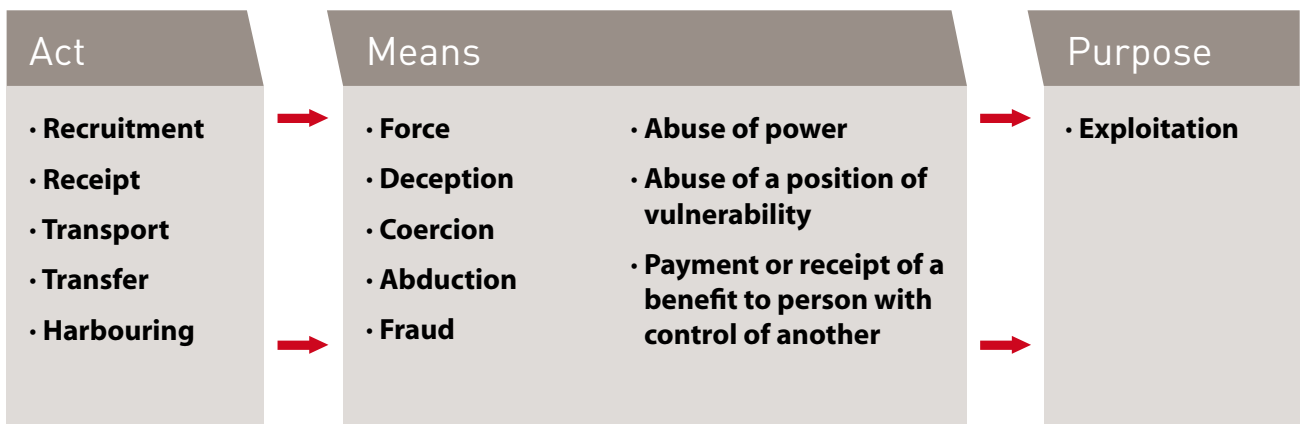 Act
· Recruitment
· Receipt
· Transport
· Transfer
· Harbouring
Means
· Force
· Deception
· Coercion
· Abduction
· Fraud
· Abuse of power
· Abuse of a position of
vulnerability
· Payment or receipt of a
benefit to person with
control of another
Purpose
· Exploitation